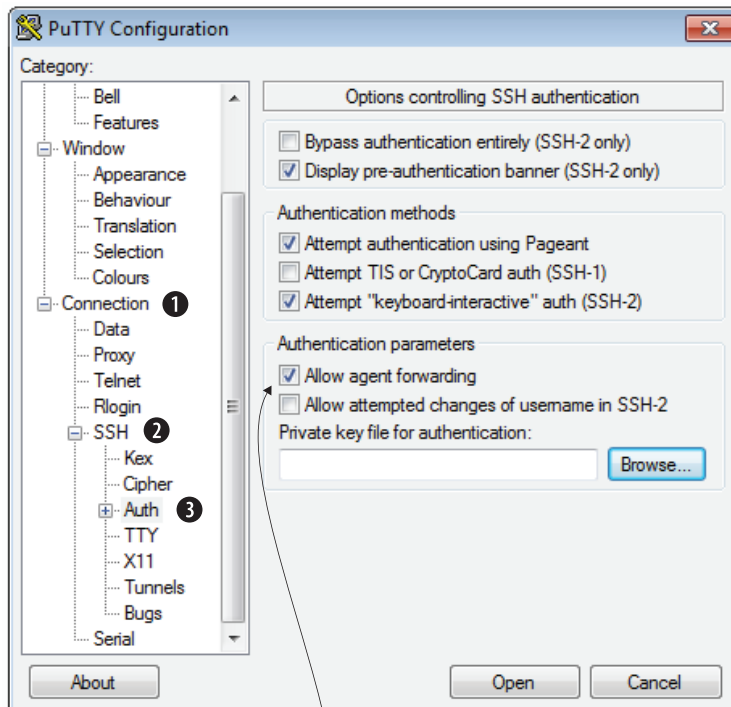 PuTTY Configuration
Category:
Bell
Features
Window
Appearance
Behaviour
Translation
Selection
Colours
Connection ❶
Data
Proxy
Telnet
Rlogin
SSH ❷
Kex
Cipher
Auth ❸
TTY
X11
Tunnels
Bugs
Serial
Options controlling SSH authentication
Bypass authentication entirely (SSH-2 only)
Display pre-authentication banner (SSH-2 only)
Authentication methods
Attempt authentication using Pageant
Attempt TIS or CryptoCard auth (SSH-1)
Attempt "keyboard-interactive" auth (SSH-2)
Authentication parameters
Allow agent forwarding
Allow attempted changes of username in SSH-2
Private key file for authentication:
Browse...
About
Open
Cancel